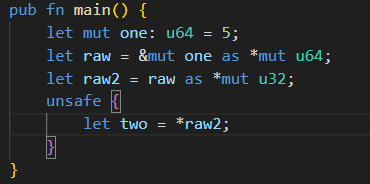 pub fn main() {
    let mut one: u64 = 5;
    let raw = &mut one as *mut u64;
    let raw2 = raw as *mut u32;
    unsafe {
        let two = *raw2;
    }
}